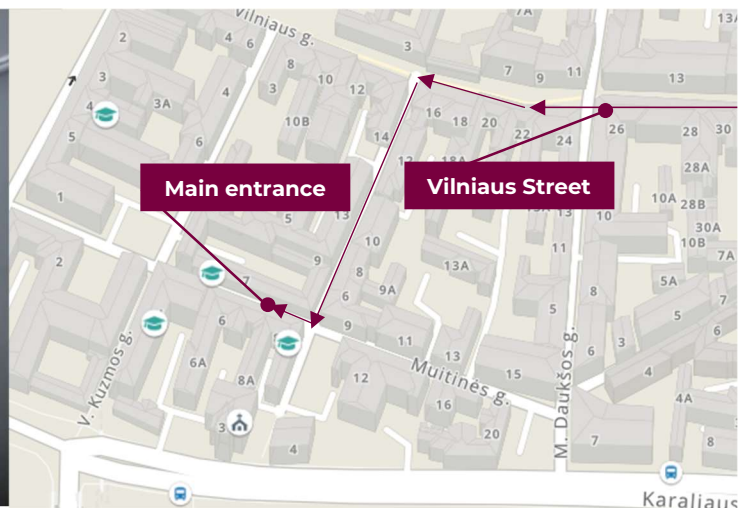 Vilniaus g.
7A
2
4
6
3
8
10
12
7
9
11
13
3
3A
4
3
10B
4
5
6
14
16
18
20
22
24
26
28
30
12
18A
28A
Main entrance
Vilniaus Street
1
5
13
13
10
10A
28B
30A
10B
7A
2
9
10
11
8
13A
5A
7
6
9A
8
5
7
6
9
11
6
3
6
6A
8A
12
13
15
4
4A
V. Kuzmos g.
Muitinės g.
M. Daukšos g.
16
20
3
4
7
8
Karaliaus